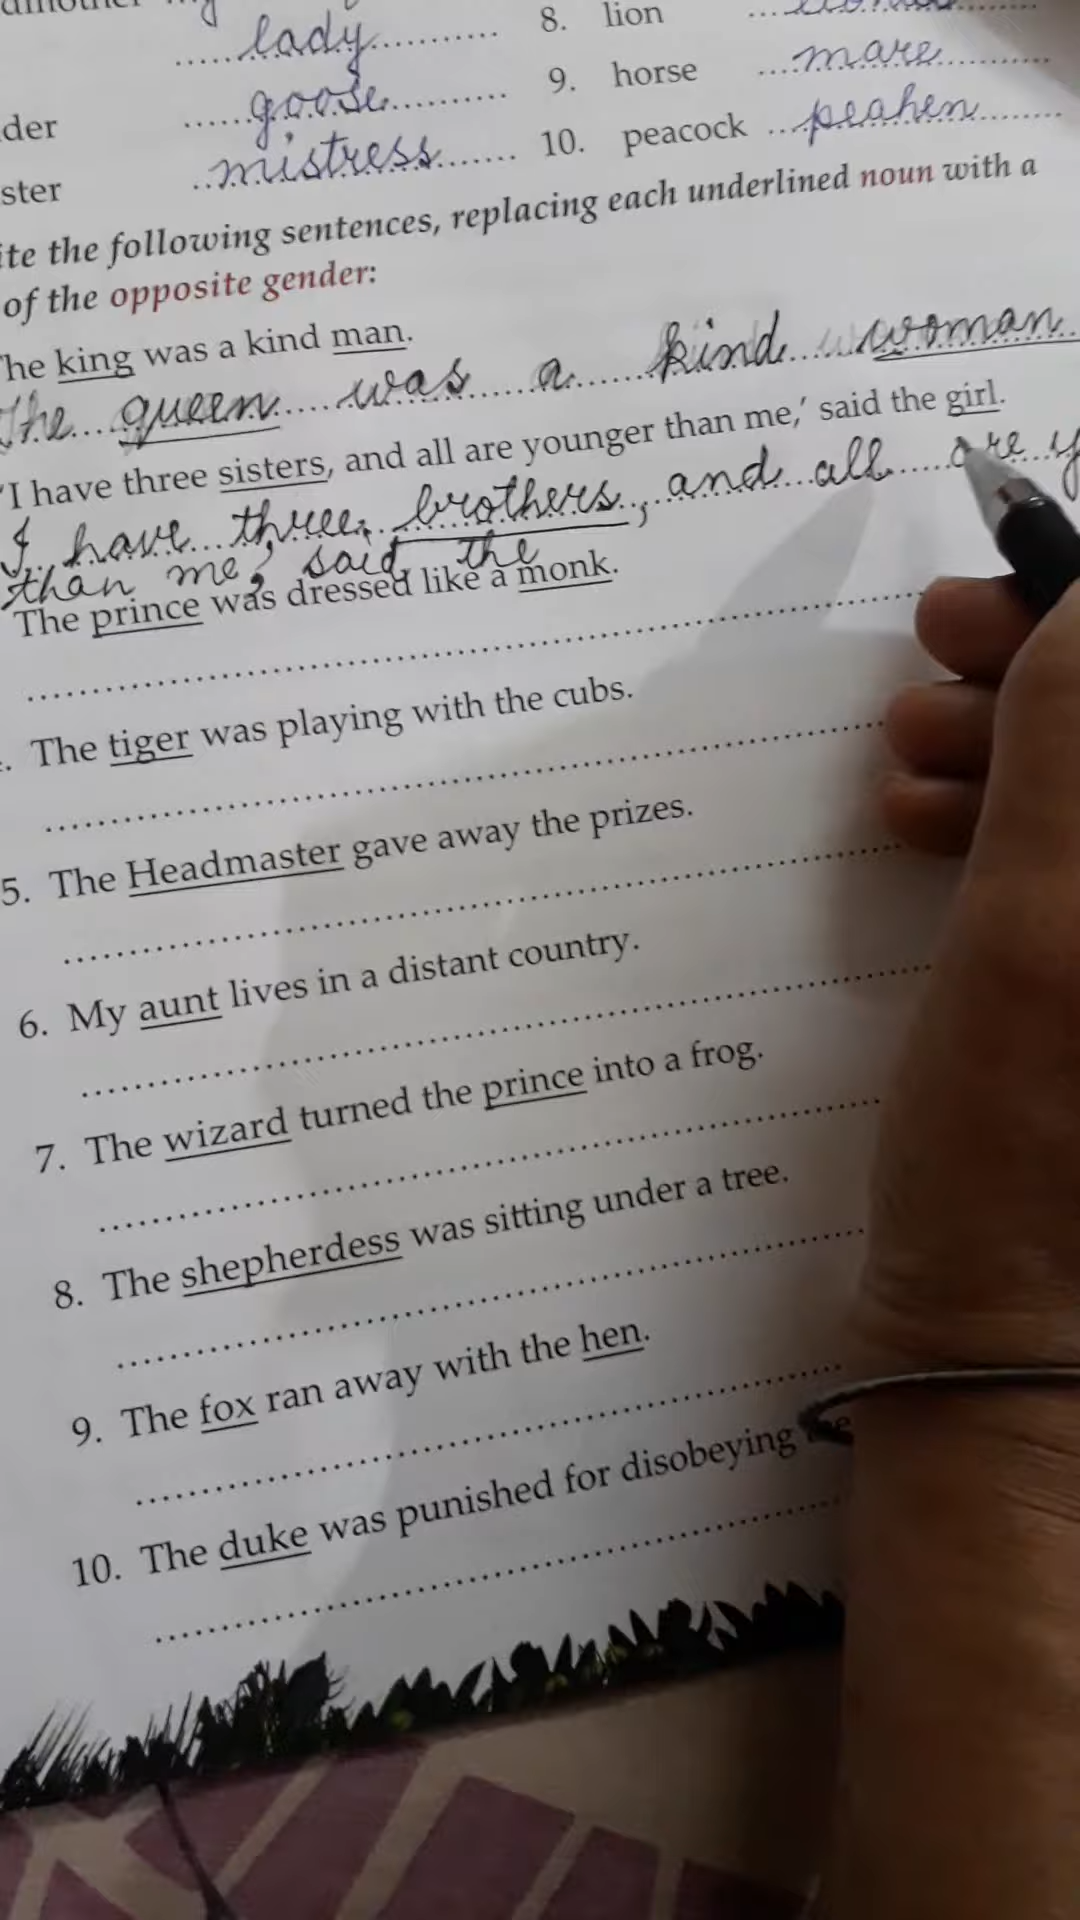 8. lion
lady
9. horse mare
der goose
10. peacock peahen
ster mistress
ite the following sentences, replacing each underlined noun with a
of the opposite gender:
The king was a kind man.
The queen was a kind woman
'I have three sisters, and all are younger than me,' said the girl.
I have three brothers, and all are y
than me, said the
The prince was dressed like a monk.
. The tiger was playing with the cubs.
5. The Headmaster gave away the prizes.
6. My aunt lives in a distant country.
7. The wizard turned the prince into a frog.
8. The shepherdess was sitting under a tree.
9. The fox ran away with the hen.
10. The duke was punished for disobeying